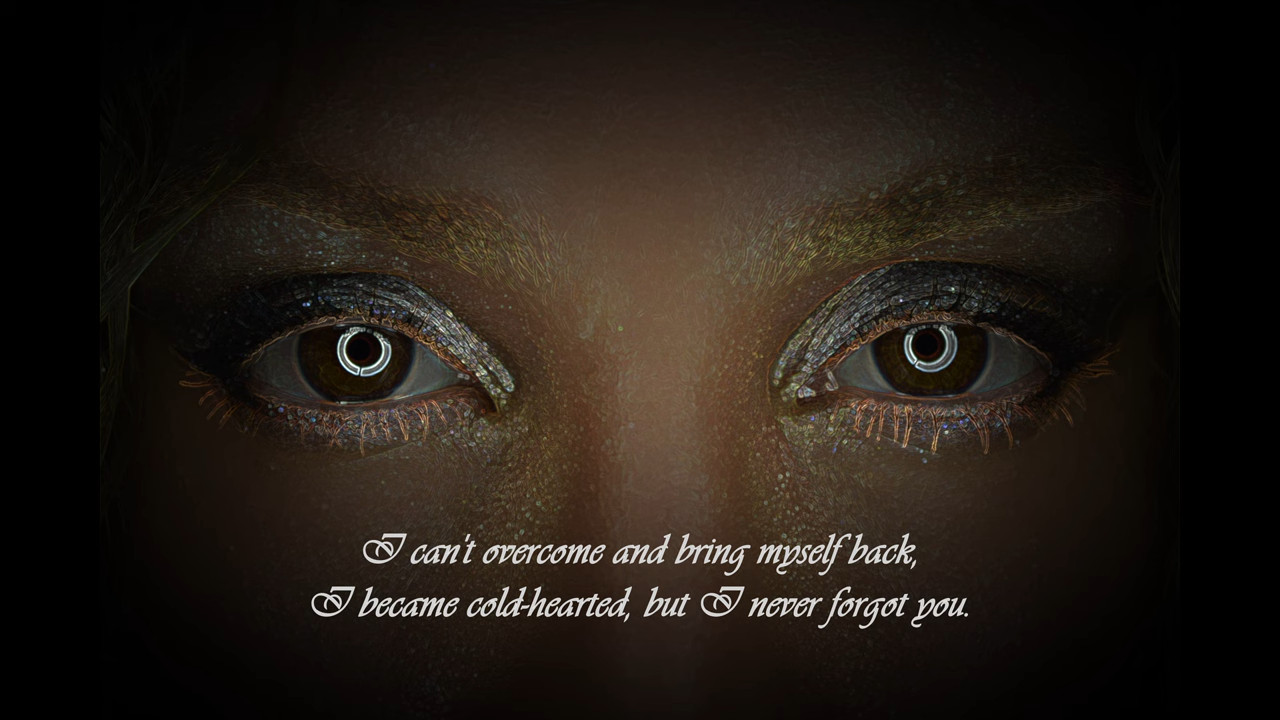 I can't overcome and bring myself back,
I became cold-hearted, but I never forgot you.